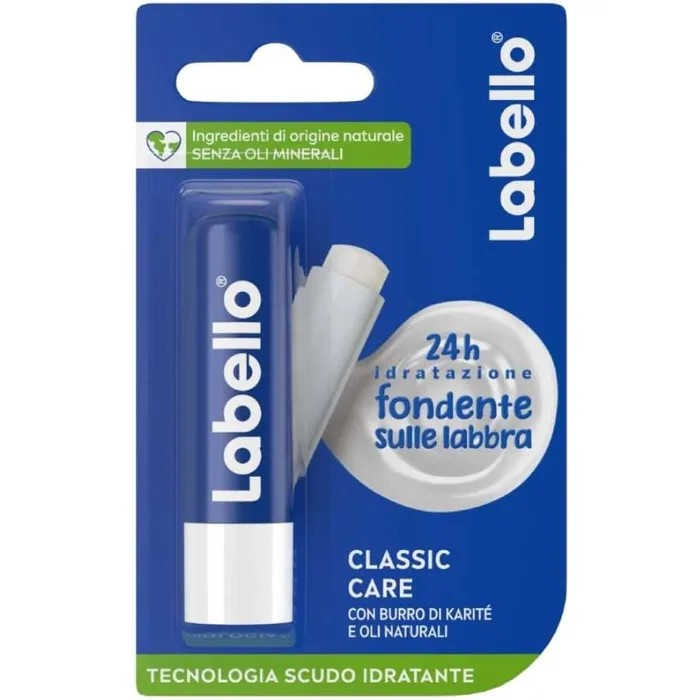 Labello®
Ingredienti di origine naturale
SENZA OLI MINERALI
Labello®
24h
idratazione
fondente
sulle labbra
CLASSIC
CARE
CON BURRO DI KARITÉ
E OLI NATURALI
TECNOLOGIA SCUDO IDRATANTE